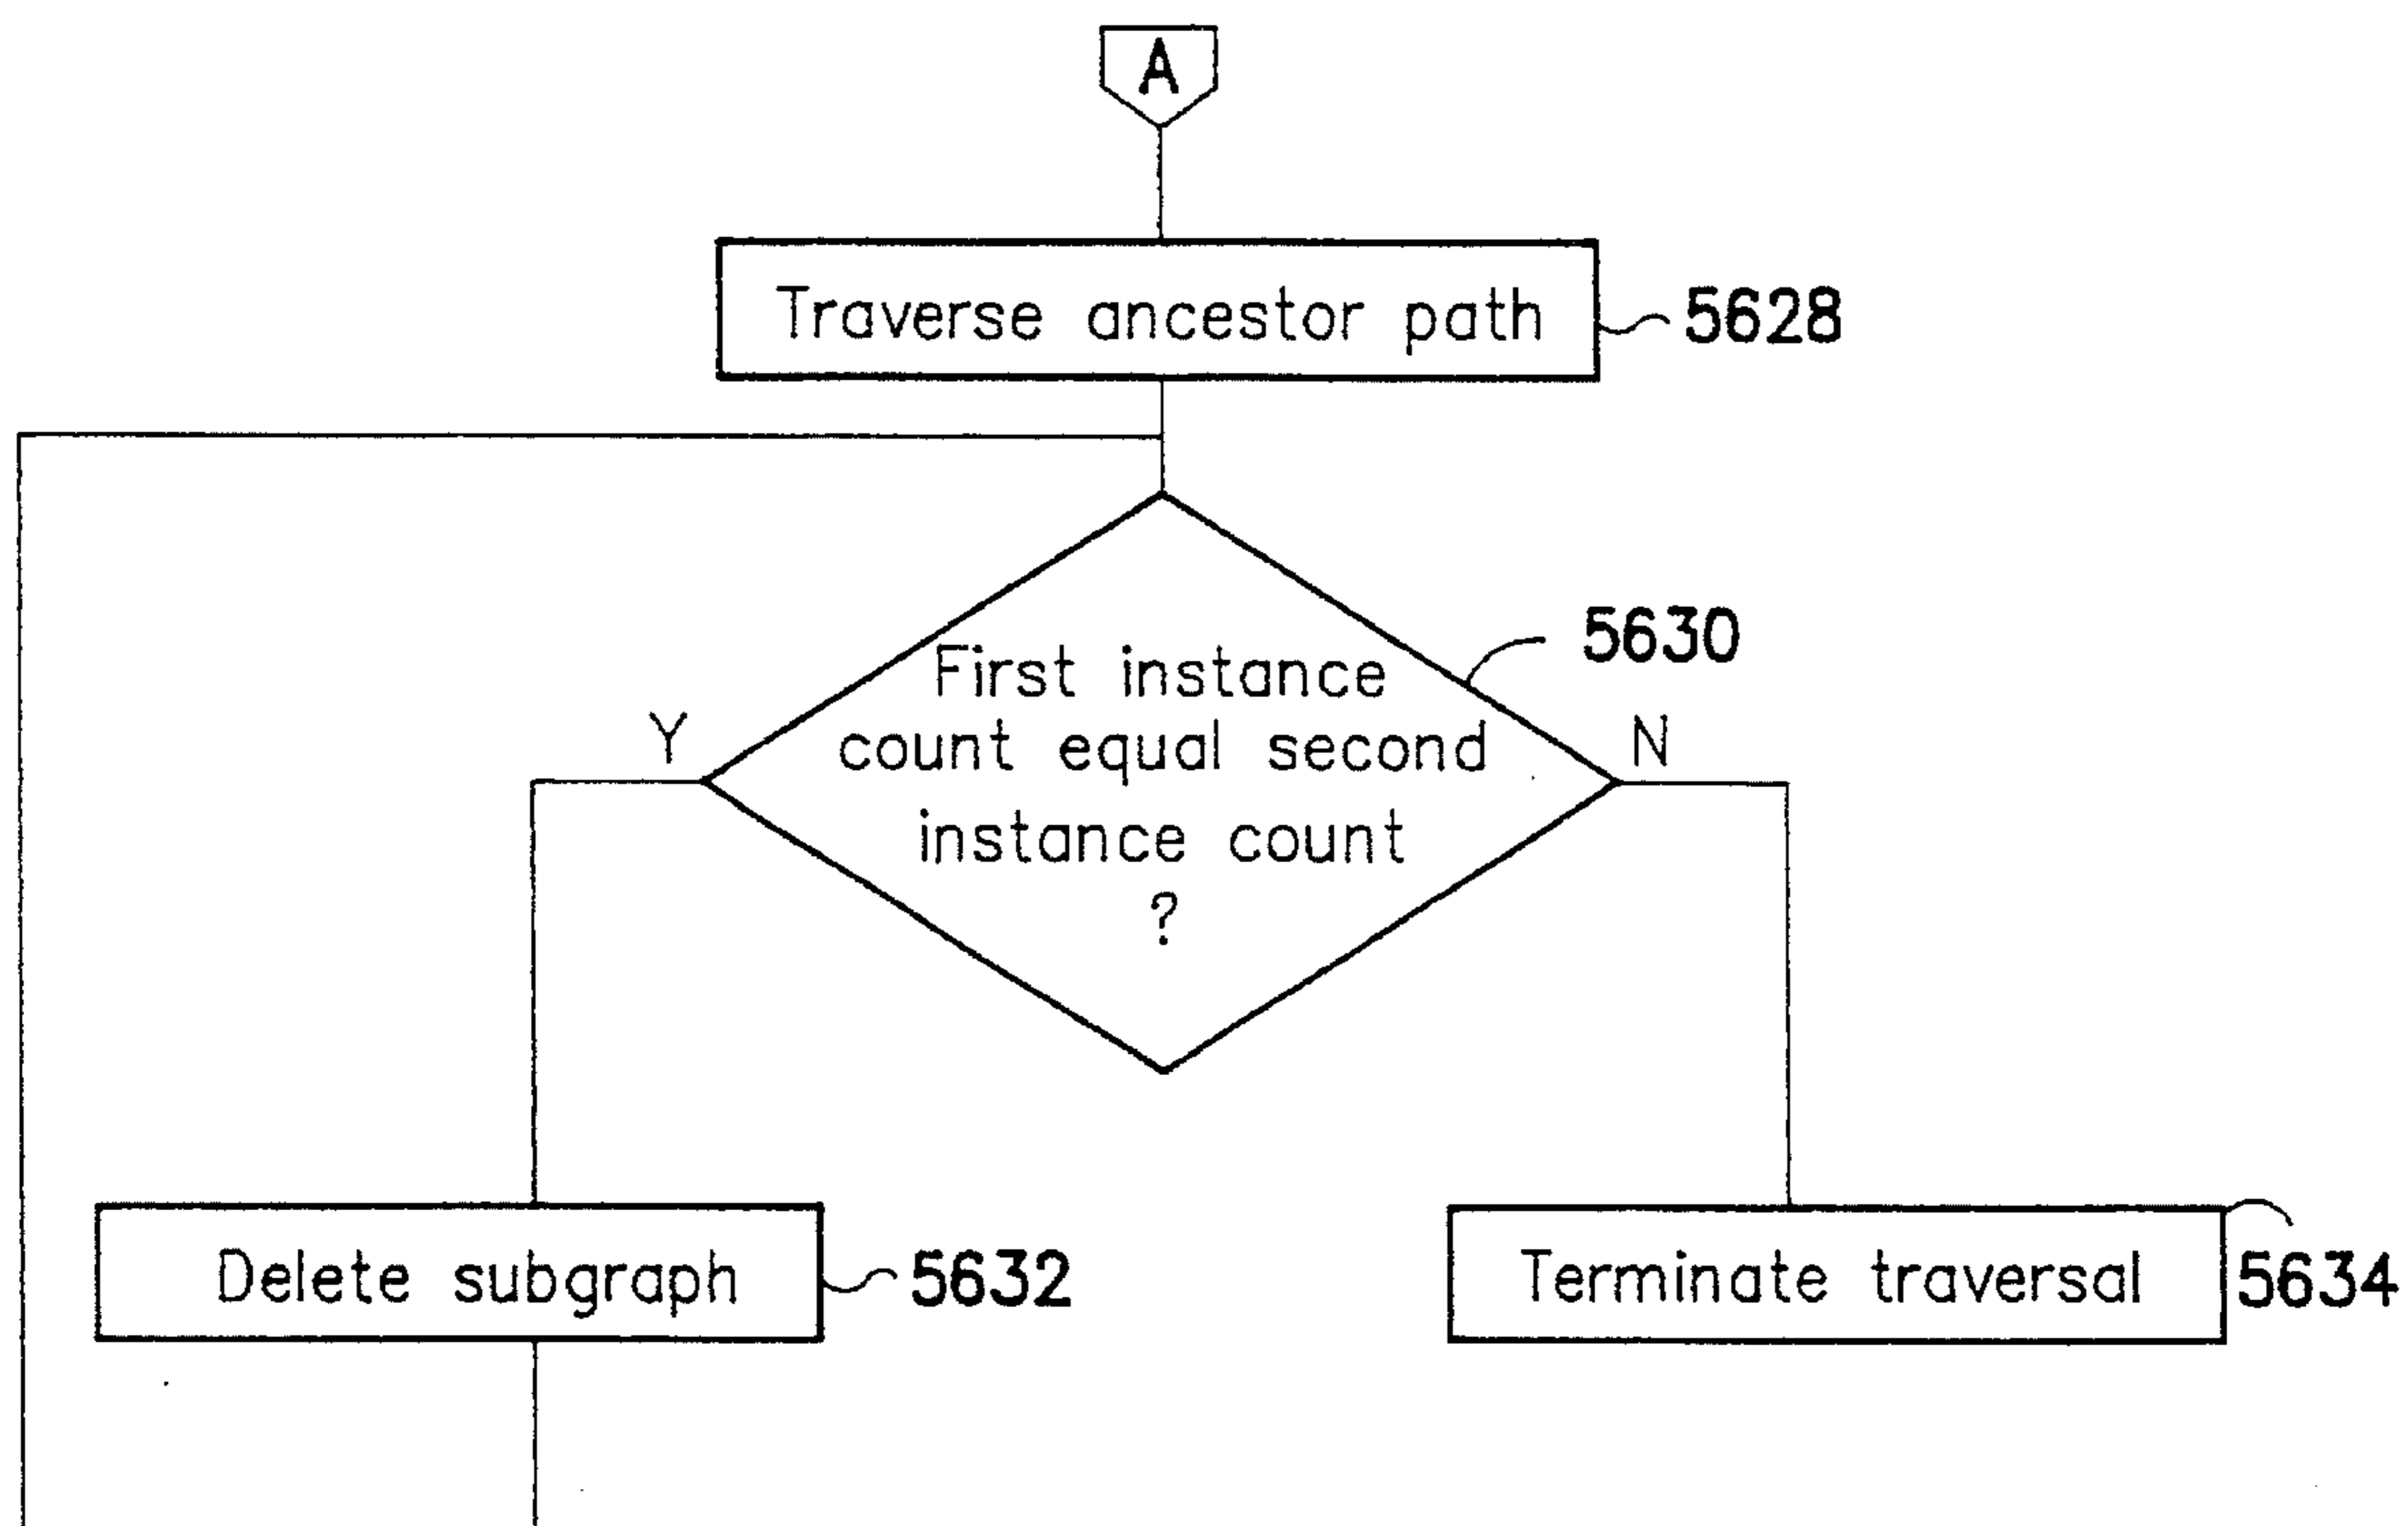 A
Traverse ancestor path
5628
5630
First instance
count equal second
instance count
?
Y
N
Delete subgraph
5632
Terminate traversal
5634